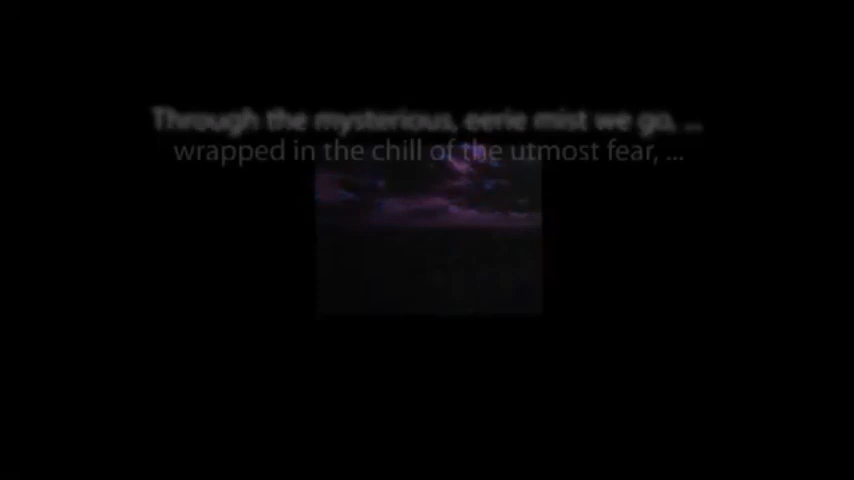 Through the mysterious, eerie mist we go, ...
wrapped in the chill of the utmost fear, ...